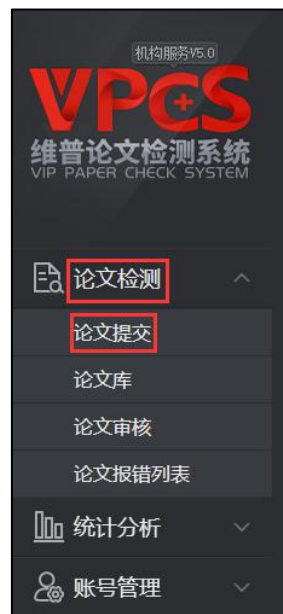 机构服务V5.0
VPCS
维普论文检测系统
VIP PAPER CHECK SYSTEM
论文检测
论文提交
论文库
论文审核
论文报错列表
统计分析
账号管理